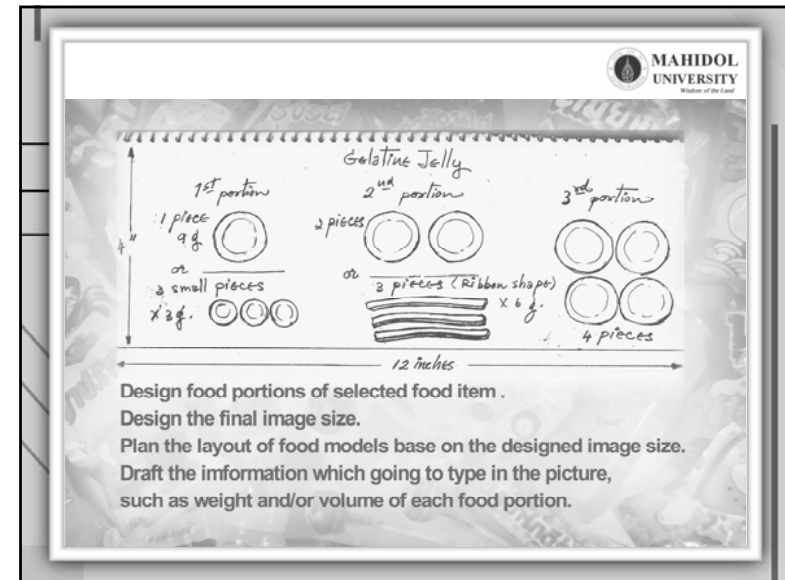 MAHIDOL
UNIVERSITY
Wisdom of the Land
Gelatine Jelly
1st portion
2nd portion
3rd portion
1 piece
9 g
2 pieces
4"
or
or
3 small pieces
3 pieces (Ribbon shape)
x 3 g.
x 6 g.
4 pieces
12 inches
Design food portions of selected food item .
Design the final image size.
Plan the layout of food models base on the designed image size.
Draft the imformation which going to type in the picture,
such as weight and/or volume of each food portion.